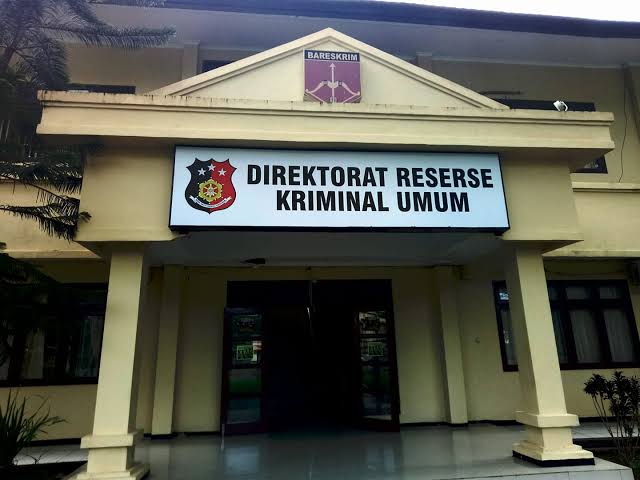 BARESKRIM
DIREKTORAT RESERSE
KRIMINAL UMUM